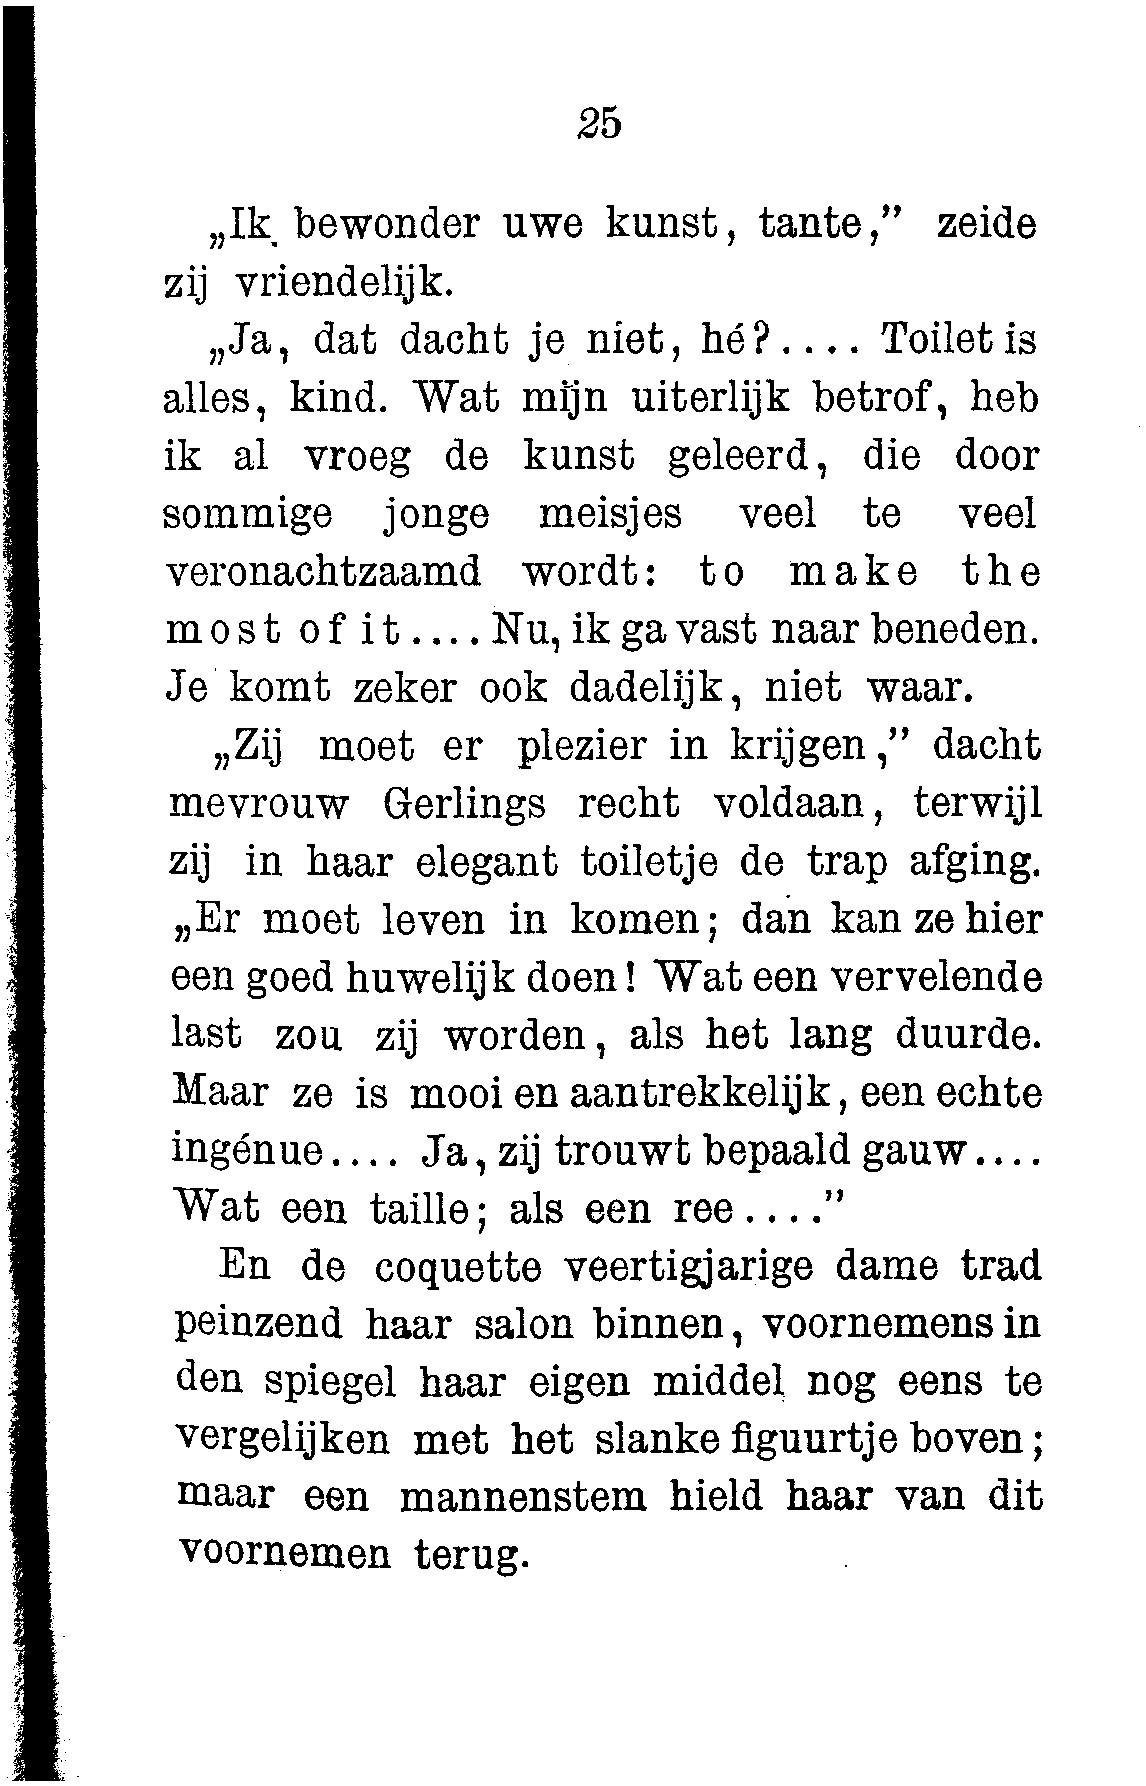 25
„Ik bewonder uwe kunst, tante,” zeide
zij vriendelijk.
„Ja, dat dacht je niet, hé?.... Toilet is
alles, kind. Wat mijn uiterlijk betrof, heb
ik al vroeg de kunst geleerd, die door
sommige jonge meisjes veel te veel
veronachtzaamd wordt: to make the
most of it.... Nu, ik ga vast naar beneden.
Je komt zeker ook dadelijk, niet waar.
„Zij moet er plezier in krijgen,” dacht
mevrouw Gerlings recht voldaan, terwijl
zij in haar elegant toiletje de trap afging.
„Er moet leven in komen; dan kan ze hier
een goed huwelijk doen! Wat een vervelende
last zou zij worden, als het lang duurde.
Maar ze is mooi en aantrekkelijk, een echte
ingénue.... Ja, zij trouwt bepaald gauw....
Wat een taille; als een ree....”
En de coquette veertigjarige dame trad
peinzend haar salon binnen, voornemens in
den spiegel haar eigen middel nog eens te
vergelijken met het slanke figuurtje boven;
maar een mannenstem hield haar van dit
voornemen terug.